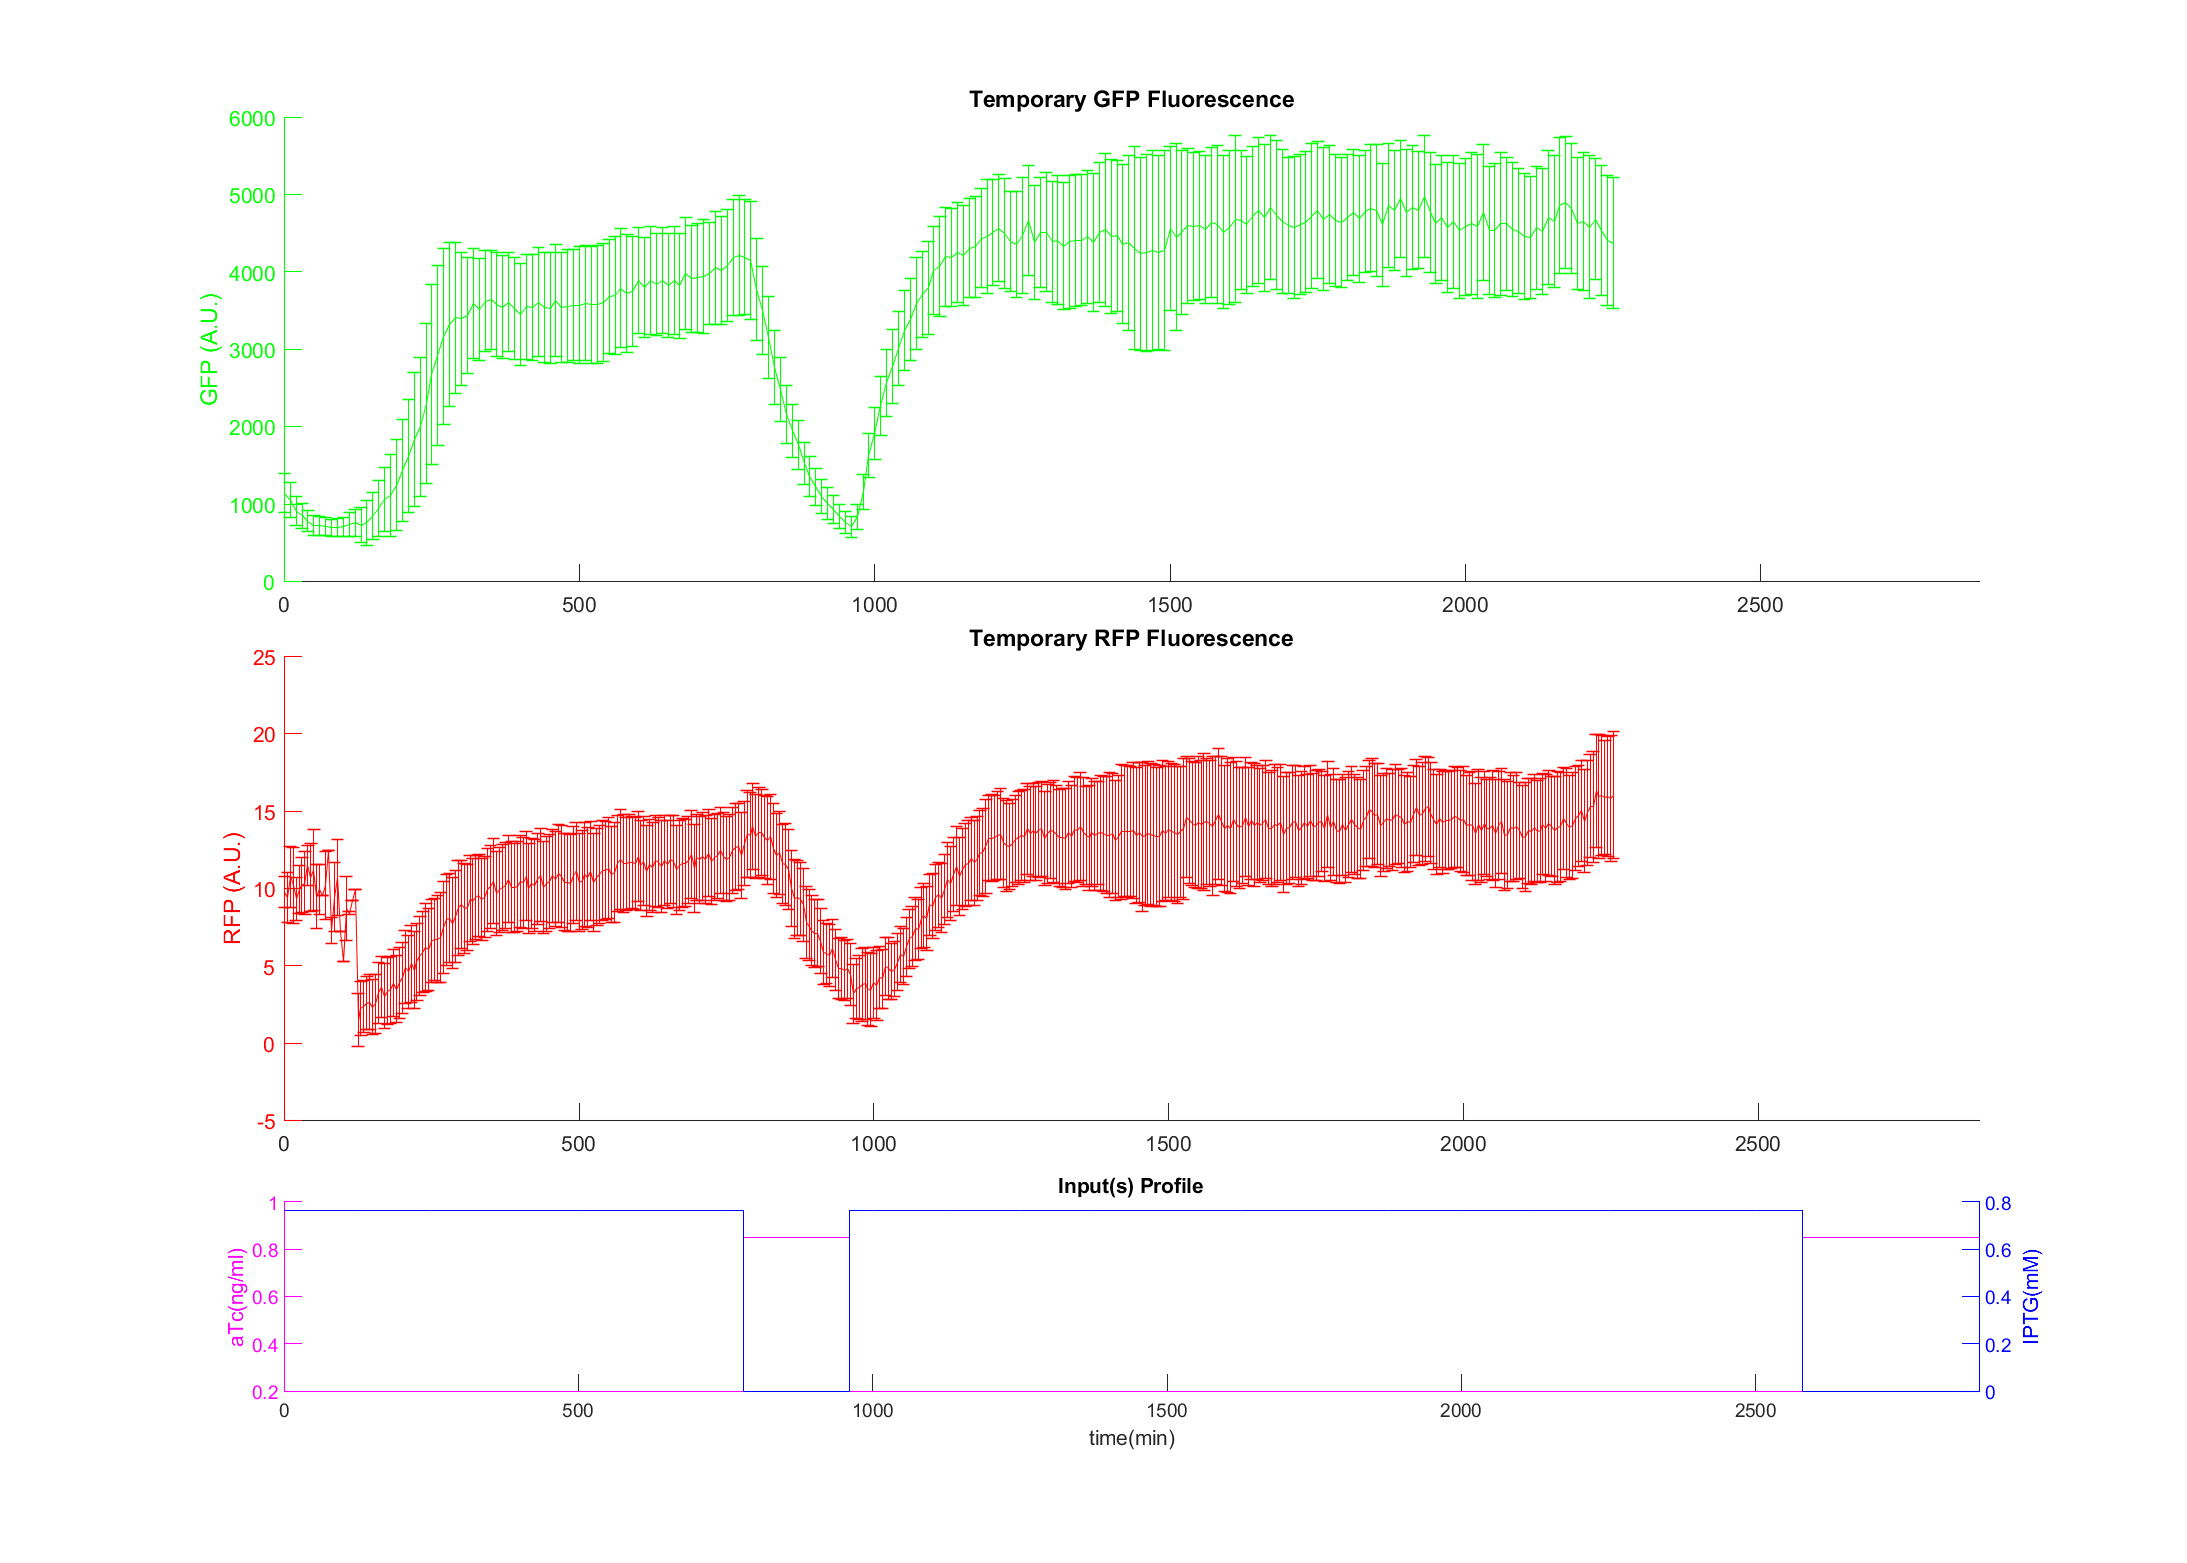 Temporary GFP Fluorescence
6000
5000
4000
3000
2000
1000
0
GFP (A.U.)
0 500 1000 1500 2000 2500
Temporary RFP Fluorescence
25
20
15
10
5
0
-5
RFP (A.U.)
0 500 1000 1500 2000 2500
Input(s) Profile
1
0.8
0.6
0.4
0.2
aTc(ng/ml)
0.8
0.6
0.4
0.2
0
IPTG(mM)
0 500 1000 1500 2000 2500
time(min)